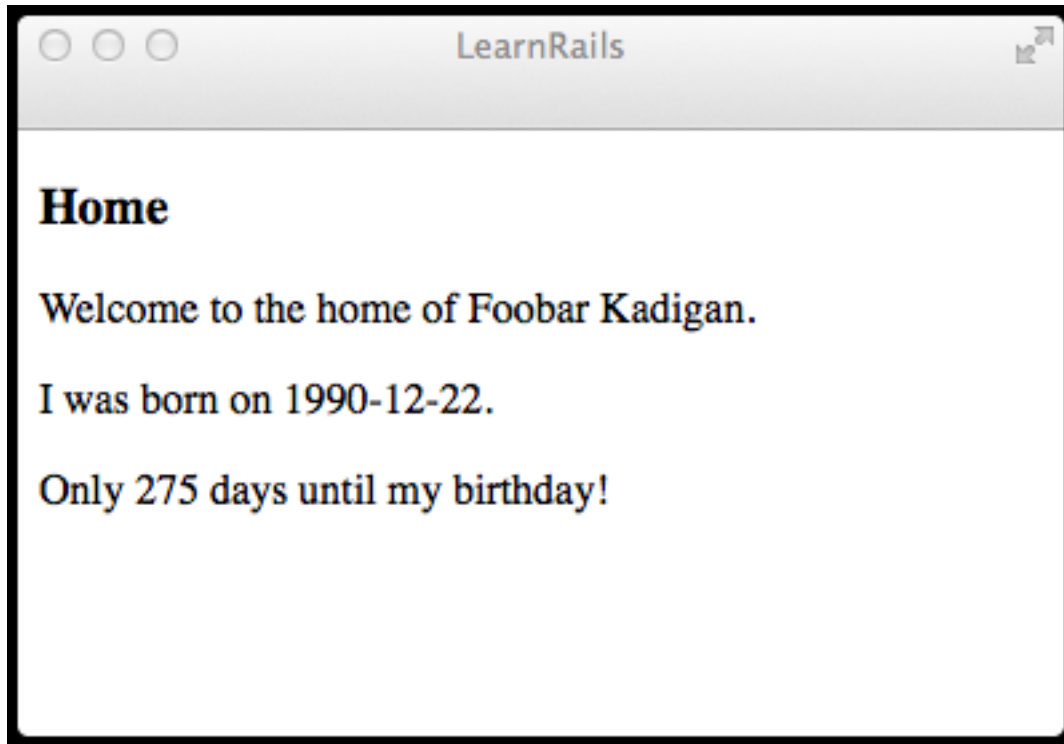 LearnRails
Home
Welcome to the home of Foobar Kadigan.
I was born on 1990-12-22.
Only 275 days until my birthday!